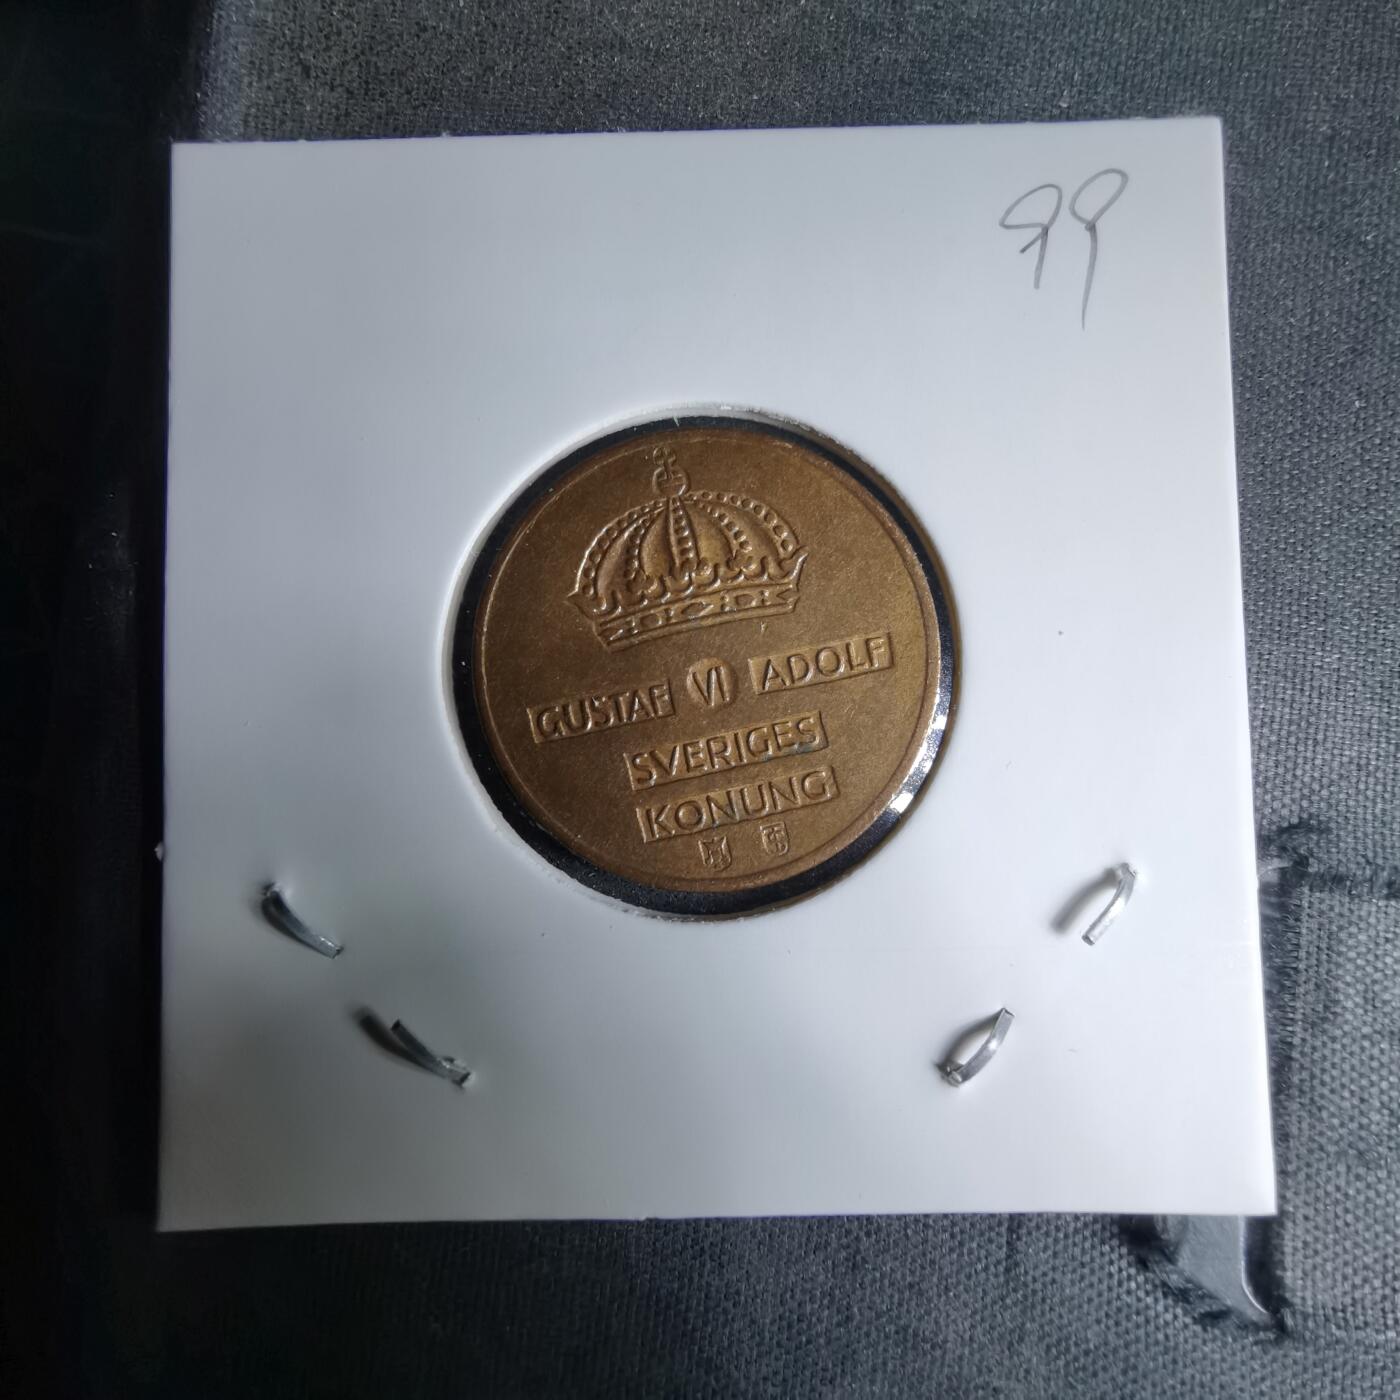 99
GUSTAF VI ADOLF
SVERIGES
KONUNG